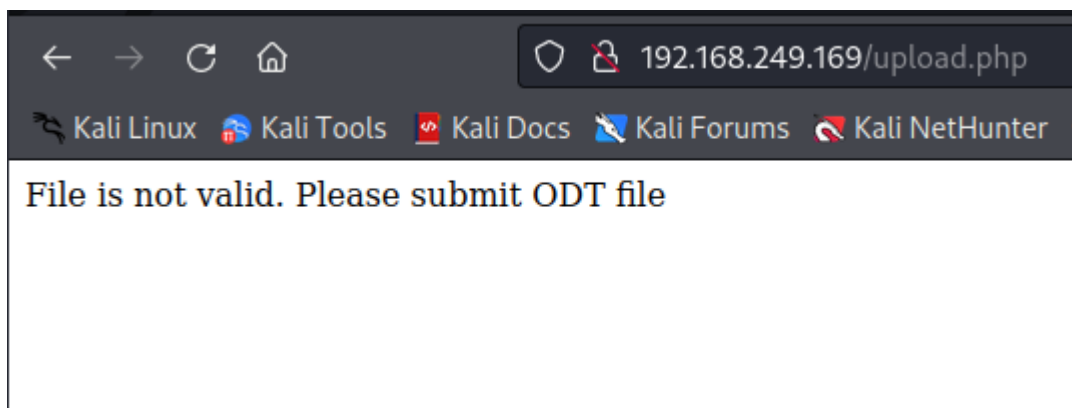 192.168.249.169/upload.php
Kali Linux Kali Tools Kali Docs Kali Forums Kali NetHunter
File is not valid. Please submit ODT file